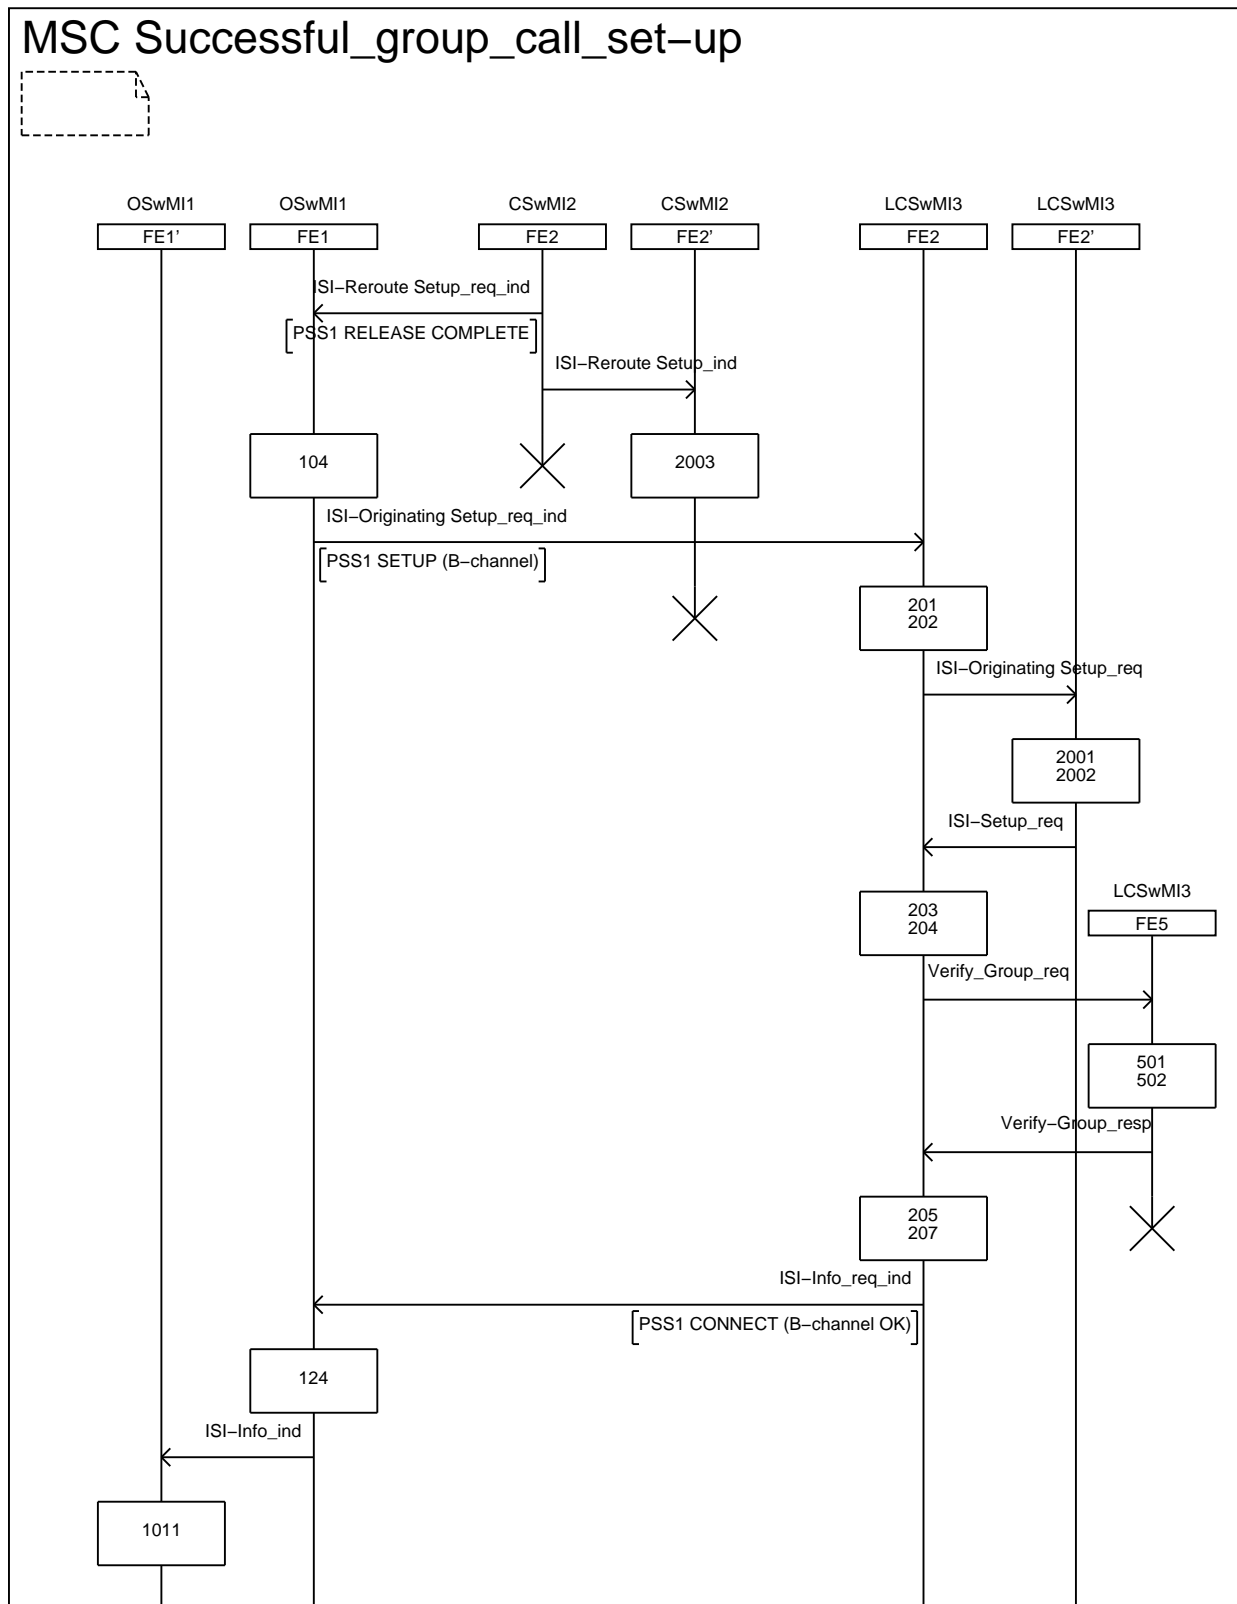 MSC Successful_group_call_set−up
OSwMI1 OSwMI1 CSwMI2 CSwMI2 LCSwMI3 LCSwMI3
FE1’ FE1 FE2 FE2’ FE2 FE2’
ISI−Reroute Setup_req_ind
PSS1 RELEASE COMPLETE
ISI−Reroute Setup_ind
104 2003
ISI−Originating Setup_req_ind
PSS1 SETUP (B−channel)
201
202
ISI−Originating Setup_req
2001
2002
ISI−Setup_req
LCSwMI3
FE5
203
204
Verify_Group_req
501
502
Verify−Group_resp
205
207
ISI−Info_req_ind
PSS1 CONNECT (B−channel OK)
124
ISI−Info_ind
1011